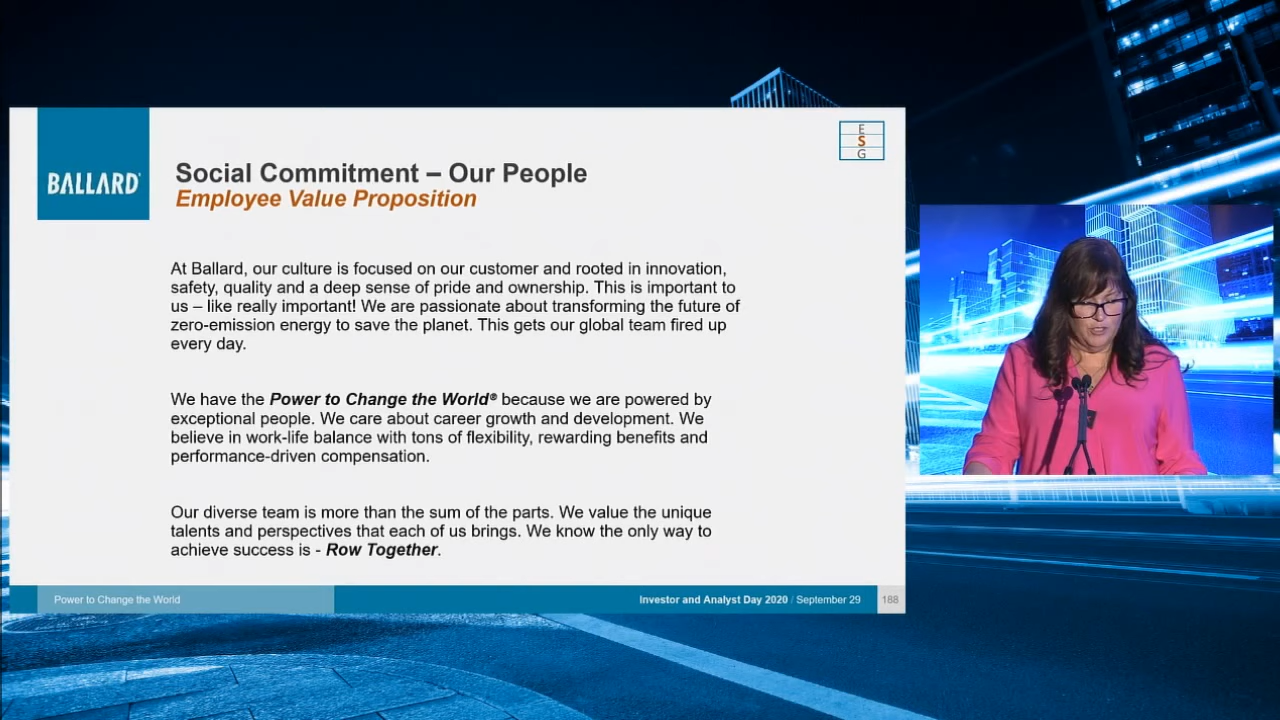 BALLARD
E
S
G
Social Commitment – Our People
Employee Value Proposition
At Ballard, our culture is focused on our customer and rooted in innovation,
safety, quality and a deep sense of pride and ownership. This is important to
us – like really important! We are passionate about transforming the future of
zero-emission energy to save the planet. This gets our global team fired up
every day.
We have the Power to Change the World® because we are powered by
exceptional people. We care about career growth and development. We
believe in work-life balance with tons of flexibility, rewarding benefits and
performance-driven compensation.
Our diverse team is more than the sum of the parts. We value the unique
talents and perspectives that each of us brings. We know the only way to
achieve success is - Row Together.
Power to Change the World
Investor and Analyst Day 2020 / September 29
188